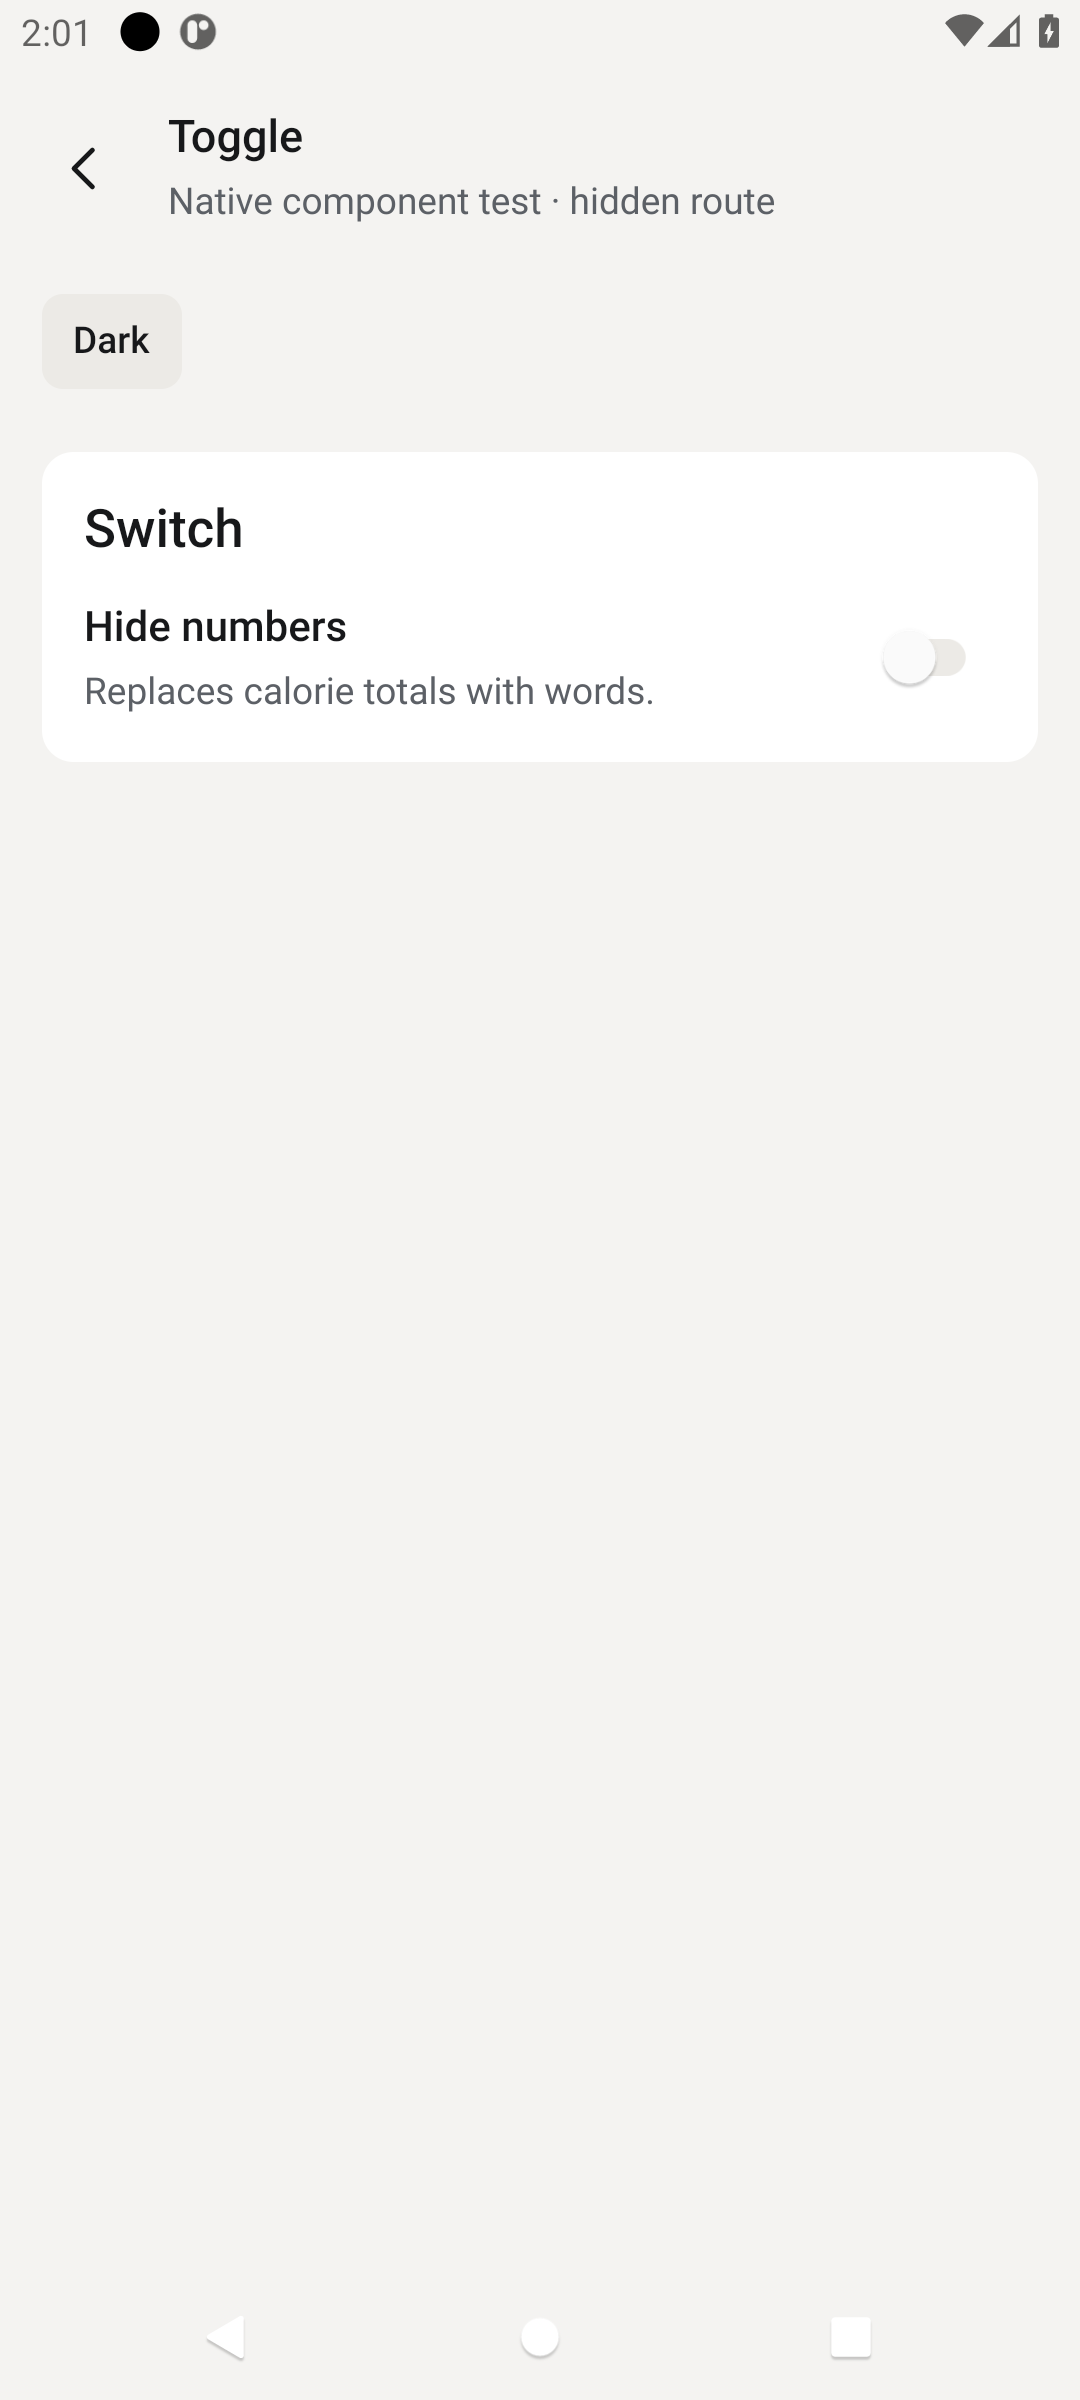 2:01
Toggle
Native component test · hidden route
Dark
Switch
Hide numbers
Replaces calorie totals with words.